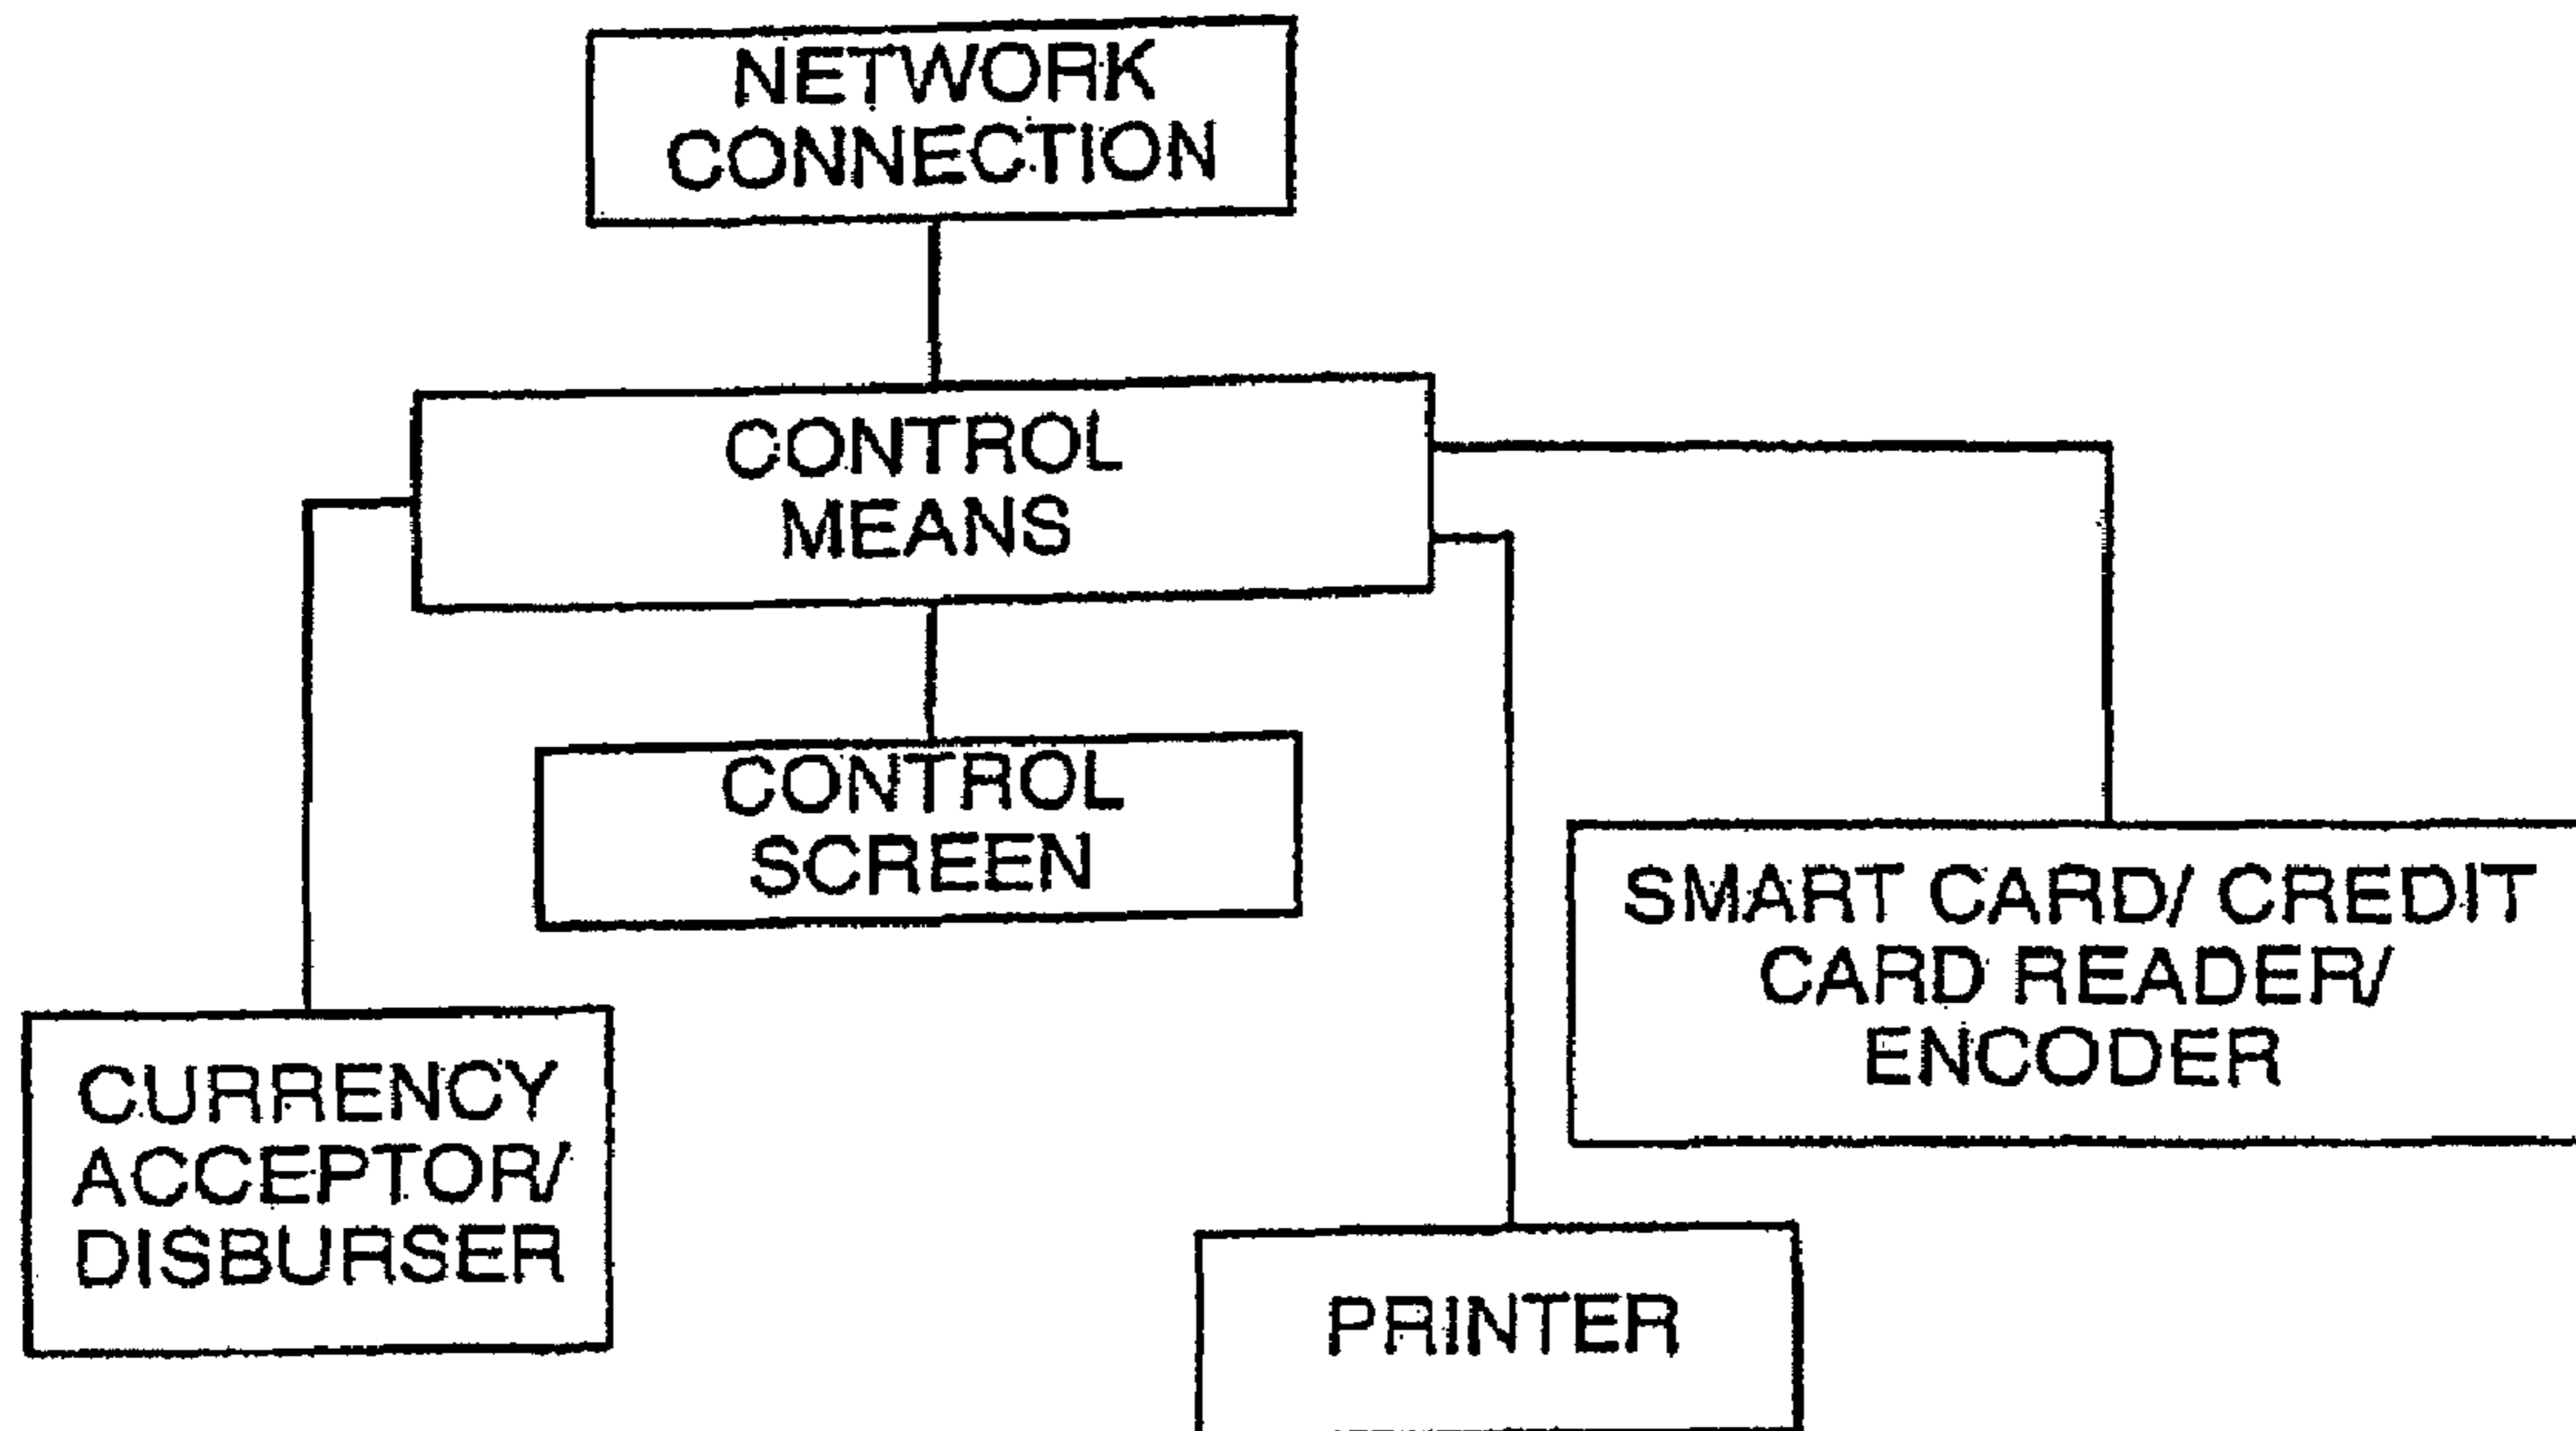 NETWORK
CONNECTION
CONTROL
MEANS
CONTROL
SCREEN
SMART CARD/ CREDIT
CARD READER/
ENCODER
CURRENCY
ACCEPTOR/
DISBURSER
PRINTER